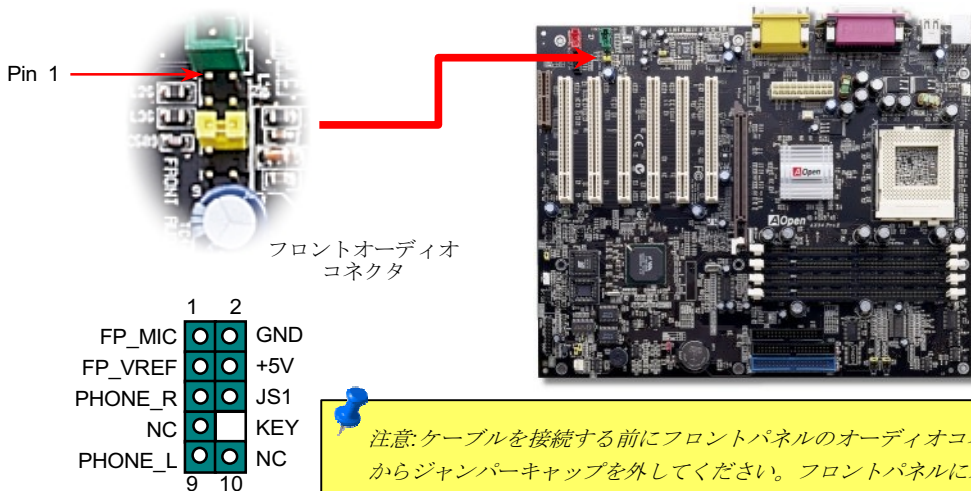 Pin 1
FRONT
フロントオーディオ
コネクタ
AOpen
AOpen
1 2
FP_MIC GND
FP_VREF +5V
PHONE_R JS1
NC KEY
PHONE_L NC
9 10
注意:ケーブルを接続する前にフロントパネルのオーディオコ
からジャンパーキャップを外してください。フロントパネルに